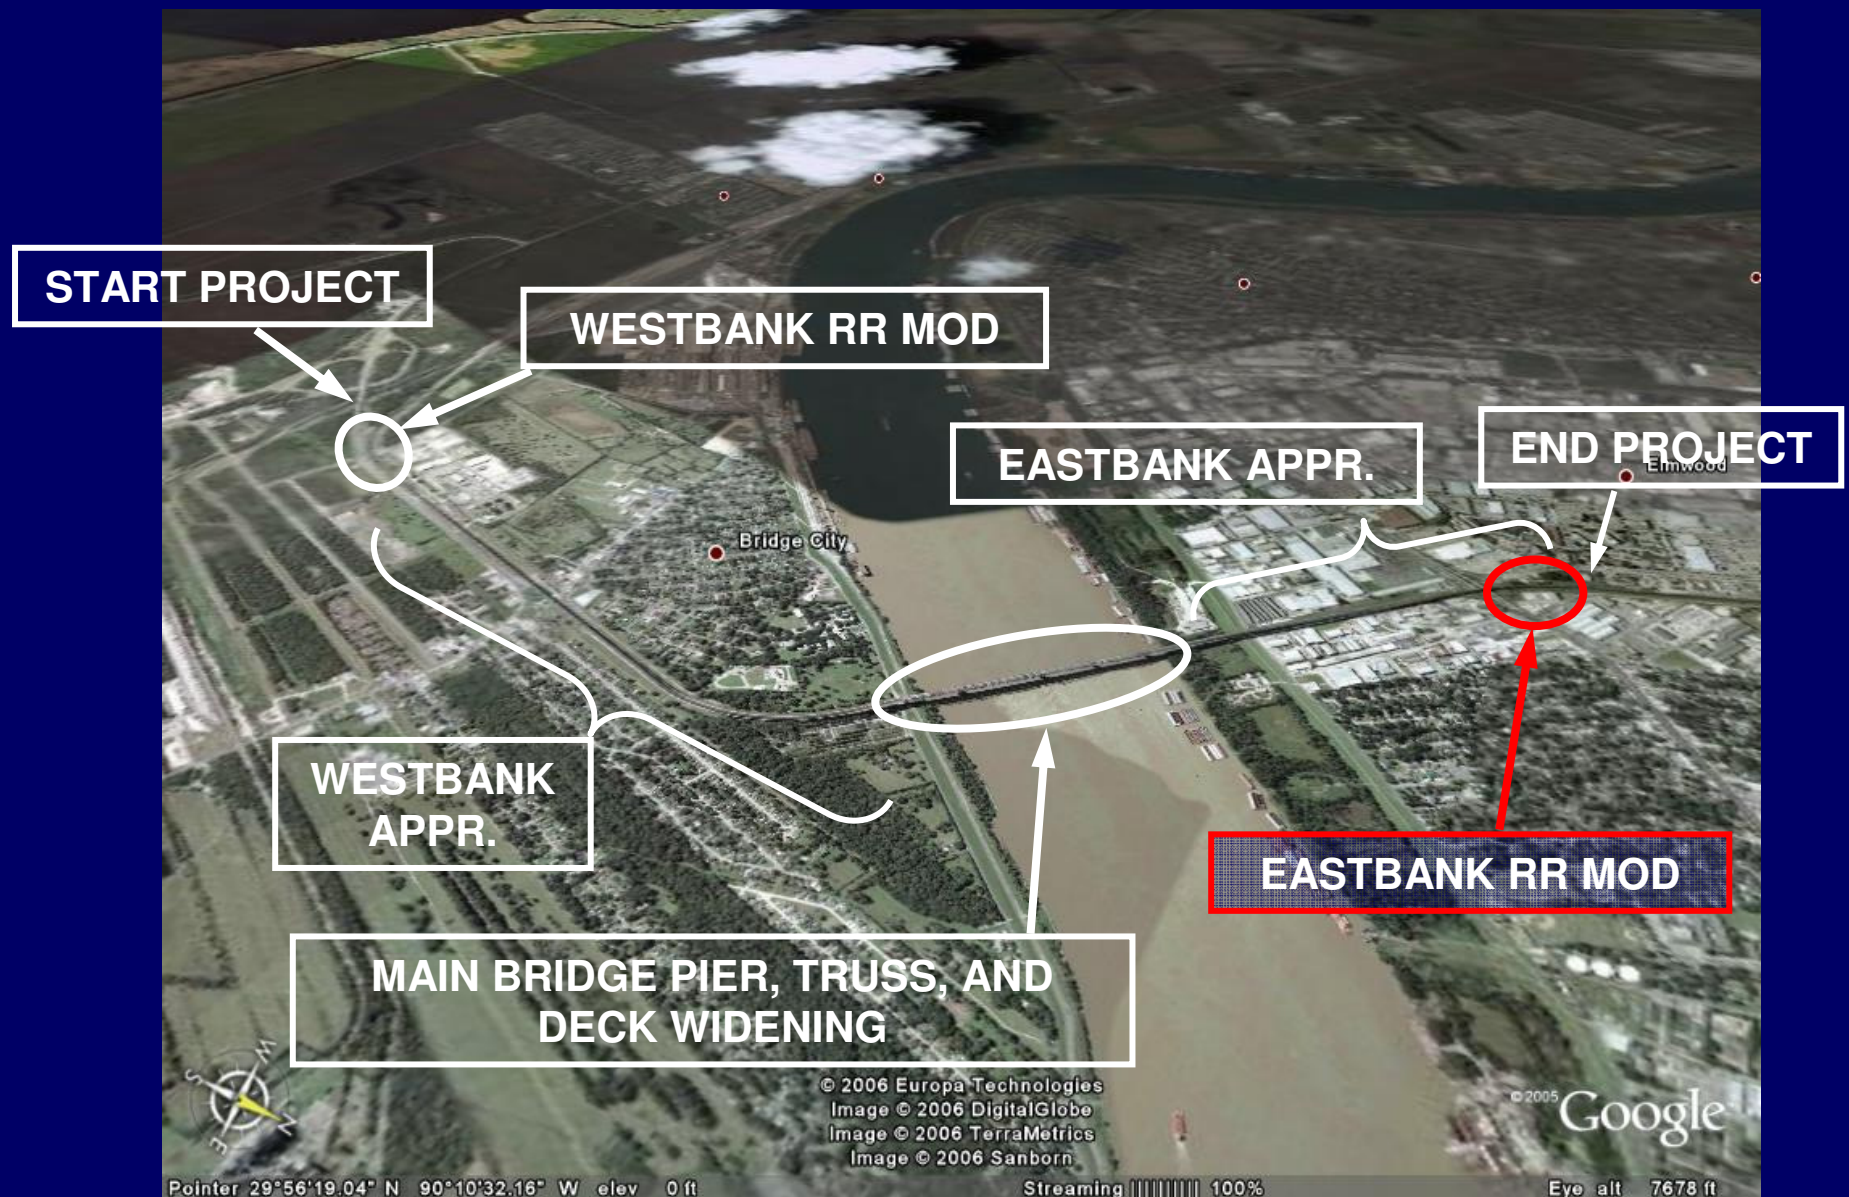 START PROJECT
WESTBANK RR MOD
EASTBANK APPR.
END PROJECT
Elmwood
Bridge City
WESTBANK
APPR.
EASTBANK RR MOD
MAIN BRIDGE PIER, TRUSS, AND
DECK WIDENING
W
S
N
E
© 2006 Europa Technologies
Image © 2006 DigitalGlobe
Image © 2006 TerraMetrics
Image © 2006 Sanborn
© 2005 Google
Pointer 29°56'19.04" N 90°10'32.16" W elev 0 ft
Streaming ||||||||| 100%
Eye alt 7678 ft